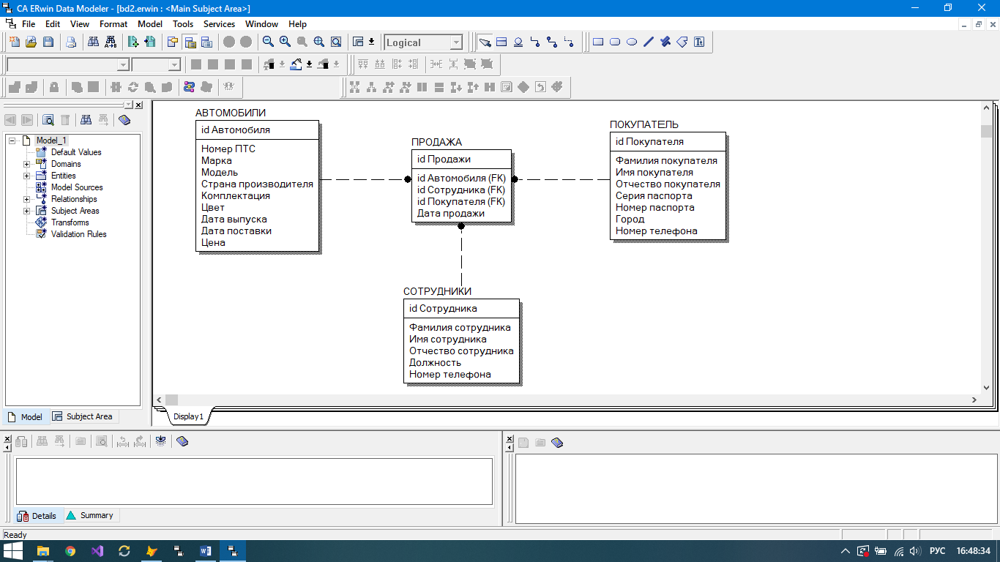 CA ERwin Data Modeler - [bd2.erwin : <Main Subject Area>]
File Edit View Format Model Tools Services Window Help
Logical
Model_1
Default Values
Domains
Entities
Model Sources
Relationships
Subject Areas
Transforms
Validation Rules
Model Subject Area
АВТОМОБИЛИ
id Автомобиля
Номер ПТС
Марка
Модель
Страна производителя
Комплектация
Цвет
Дата выпуска
Дата поставки
Цена
ПРОДАЖА
id Продажи
id Автомобиля (FK)
id Сотрудника (FK)
id Покупателя (FK)
Дата продажи
ПОКУПАТЕЛЬ
id Покупателя
Фамилия покупателя
Имя покупателя
Отчество покупателя
Серия паспорта
Номер паспорта
Город
Номер телефона
СОТРУДНИКИ
id Сотрудника
Фамилия сотрудника
Имя сотрудника
Отчество сотрудника
Должность
Номер телефона
Display1
Details Summary
Ready
РУС 16:48:34